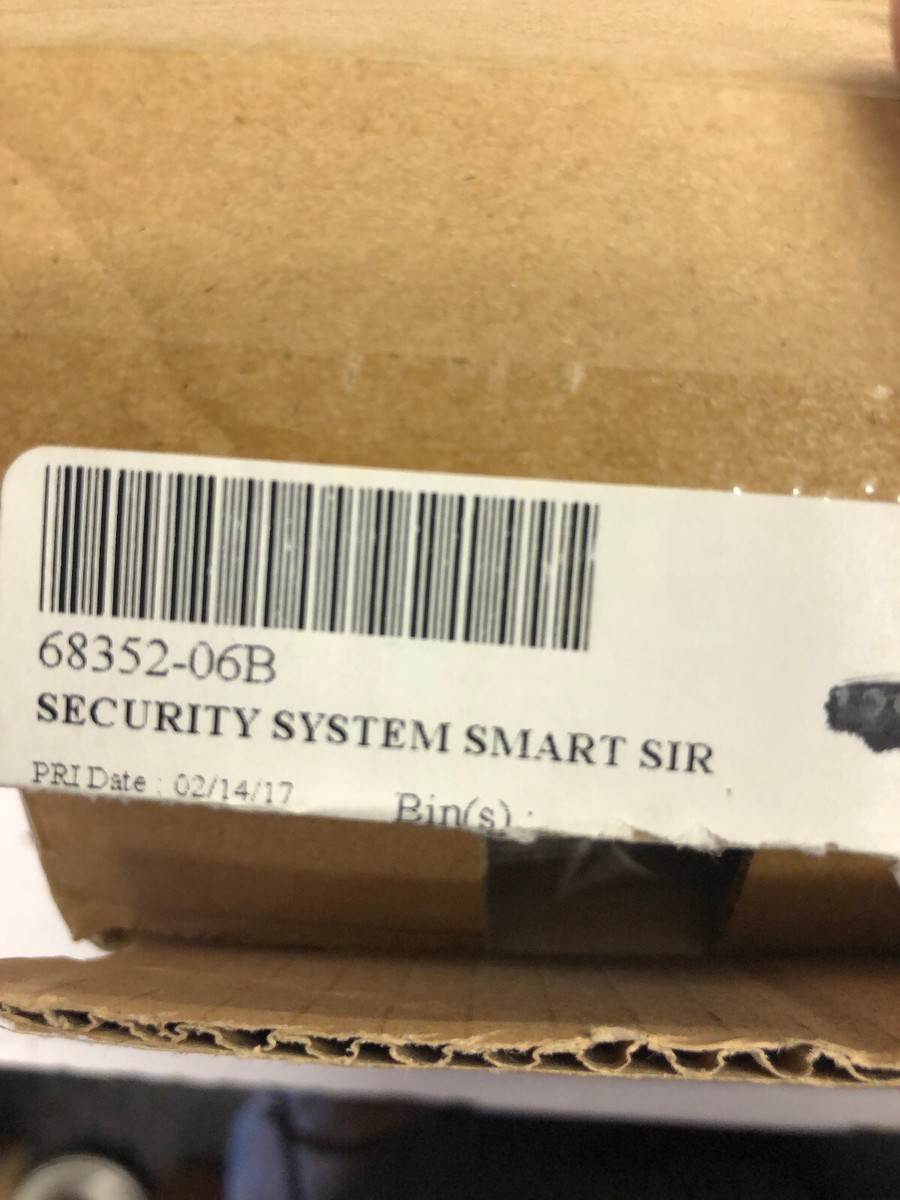 68352-06B
SECURITY SYSTEM SMART SIR
PRI Date : 02/14/17
Bin(s) :